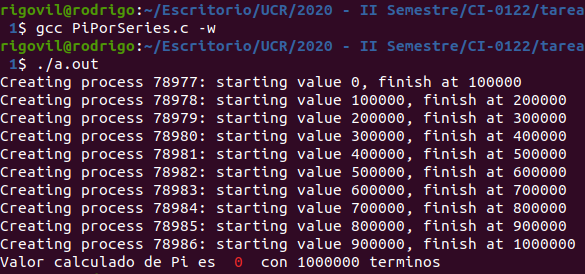 rigovil@rodrigo:~/Escritorio/UCR/2020 - II Semestre/CI-0122/tarea
1$ gcc PiPorSeries.c -w
rigovil@rodrigo:~/Escritorio/UCR/2020 - II Semestre/CI-0122/tarea
1$ ./a.out
Creating process 78977: starting value 0, finish at 100000
Creating process 78978: starting value 100000, finish at 200000
Creating process 78979: starting value 200000, finish at 300000
Creating process 78980: starting value 300000, finish at 400000
Creating process 78981: starting value 400000, finish at 500000
Creating process 78982: starting value 500000, finish at 600000
Creating process 78983: starting value 600000, finish at 700000
Creating process 78984: starting value 700000, finish at 800000
Creating process 78985: starting value 800000, finish at 900000
Creating process 78986: starting value 900000, finish at 1000000
Valor calculado de Pi es 0 con 1000000 terminos